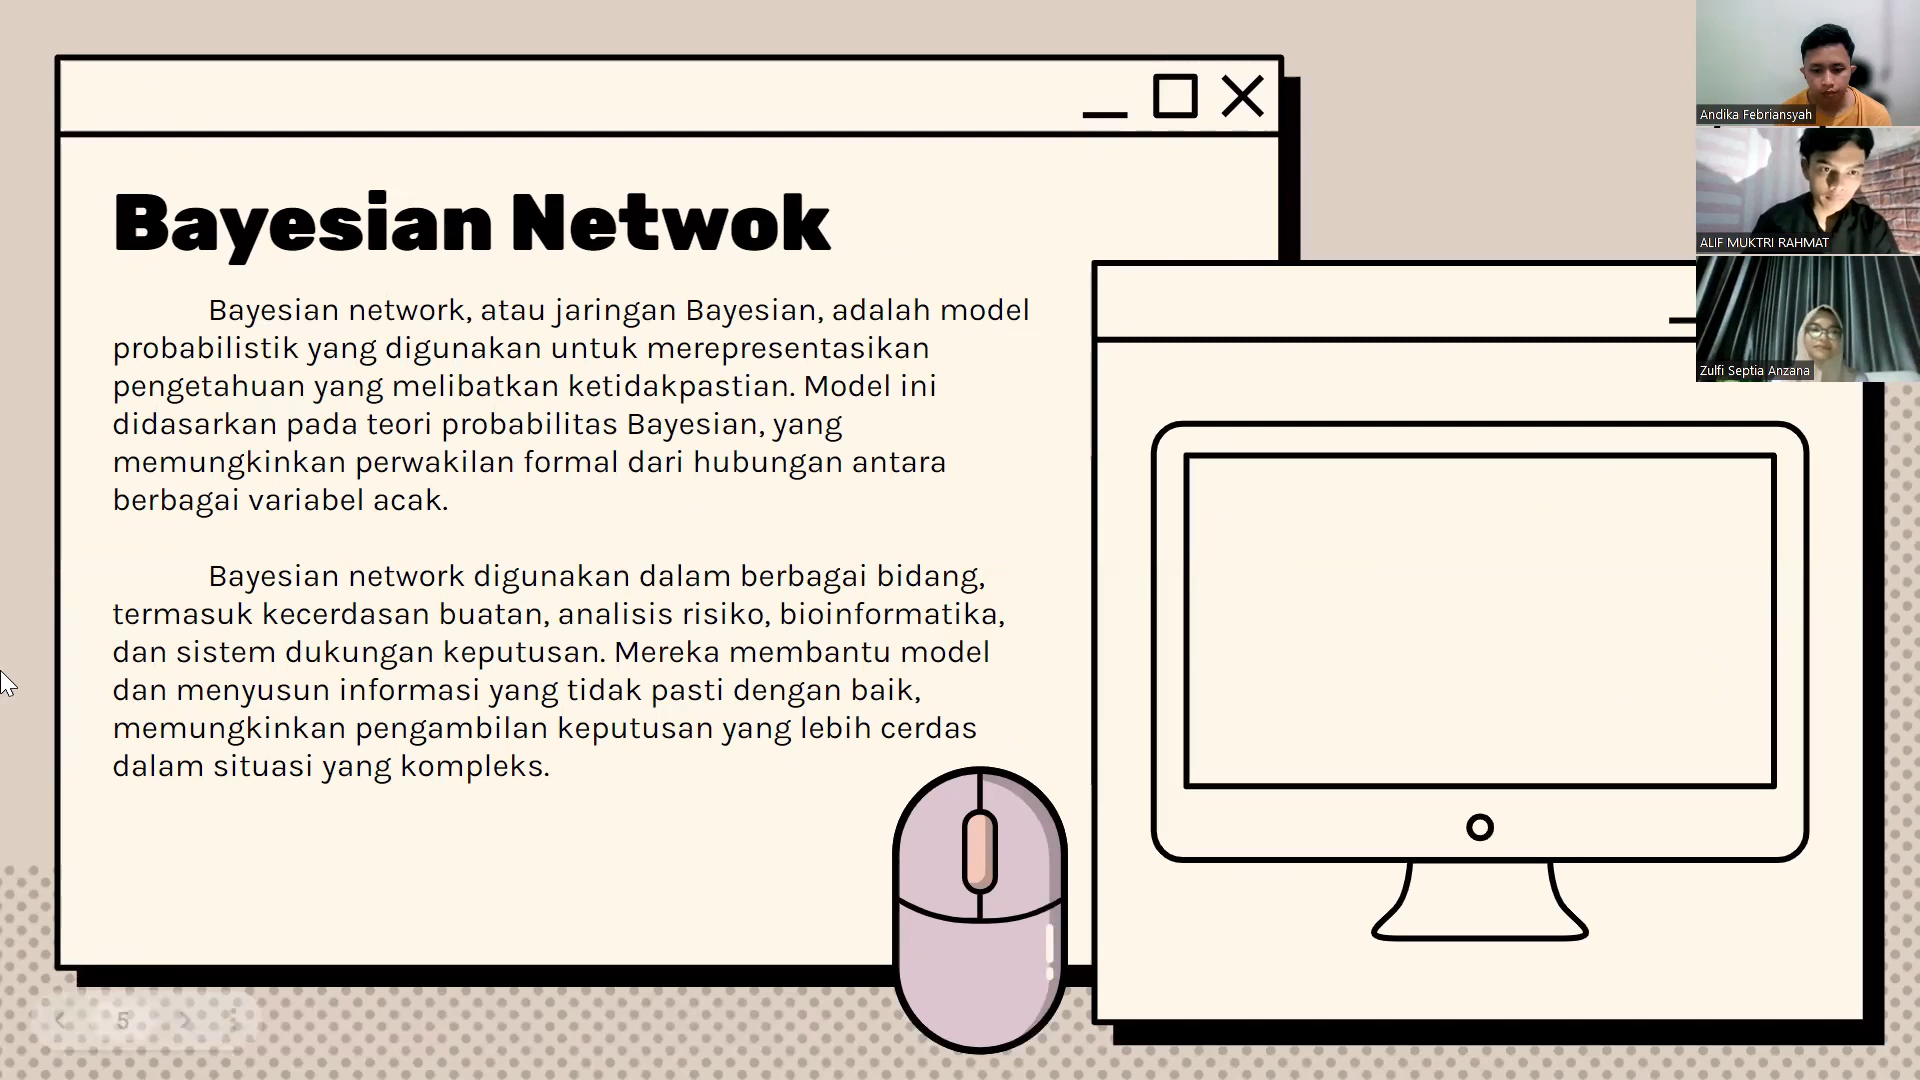 Bayesian Netwok
Bayesian network, atau jaringan Bayesian, adalah model
probabilistik yang digunakan untuk merepresentasikan
pengetahuan yang melibatkan ketidakpastian. Model ini
didasarkan pada teori probabilitas Bayesian, yang
memungkinkan perwakilan formal dari hubungan antara
berbagai variabel acak.
Bayesian network digunakan dalam berbagai bidang,
termasuk kecerdasan buatan, analisis risiko, bioinformatika,
dan sistem dukungan keputusan. Mereka membantu model
dan menyusun informasi yang tidak pasti dengan baik,
memungkinkan pengambilan keputusan yang lebih cerdas
dalam situasi yang kompleks.
5
Andika Febriansyah
ALIF MUKTRI RAHMAT
Zulfi Septia Anzana